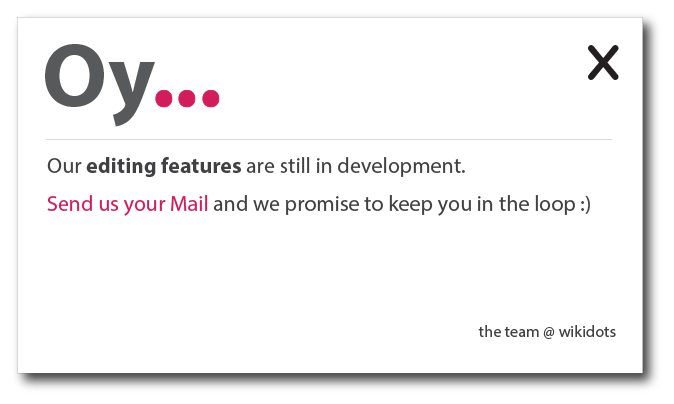 Oy...
X
Our editing features are still in development.
Send us your Mail and we promise to keep you in the loop :)
the team @ wikidots